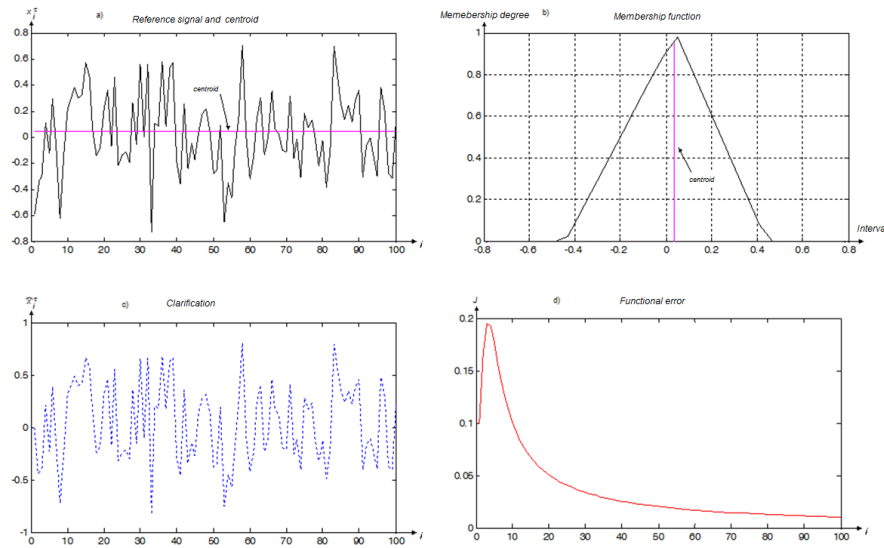 a)
Reference signal and centroid
0.8
0.6
0.4
0.2
0
-0.2
-0.4
-0.6
-0.8
centroid
0 10 20 30 40 50 60 70 80 90 100
i
Memebership degree
b)
Membership function
1
0.8
0.6
0.4
0.2
0
centroid
-0.8 -0.6 -0.4 -0.2 0 0.2 0.4 0.6 0.8
Interva
c)
Clarification
1
0.5
0
-0.5
-1
0 10 20 30 40 50 60 70 80 90 100
i
J
d)
Functional error
0.2
0.15
0.1
0.05
0
0 10 20 30 40 50 60 70 80 90 100
i